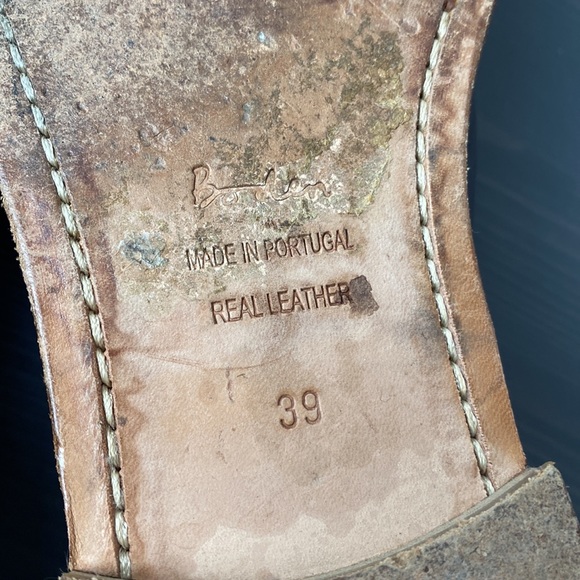 Boden
MADE IN PORTUGAL
REAL LEATHER
39